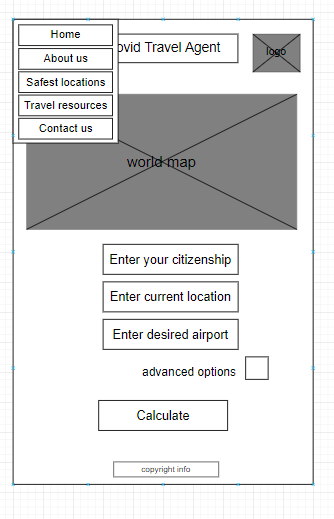 Home
About us
Safest locations
Travel resources
Contact us
ovid Travel Agent
logo
world map
Enter your citizenship
Enter current location
Enter desired airport
advanced options
Calculate
copyright info